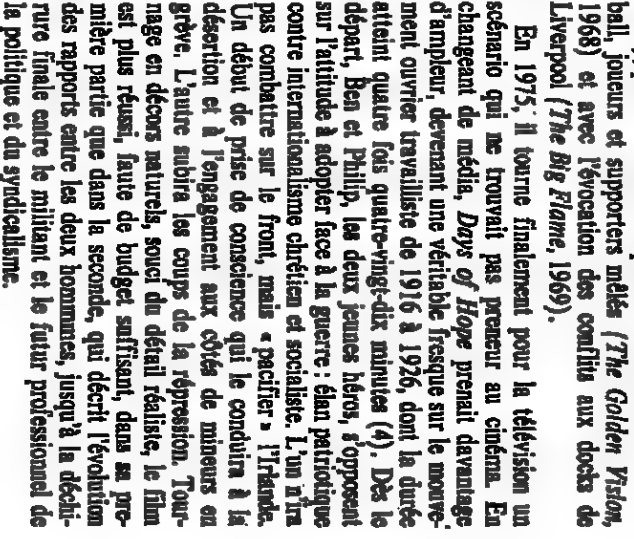 ball, joueurs et supporters mêlés (The Golden Vision,
1968) et avec l'évocation des conflits aux docks de
Liverpool (The Big Flame, 1969).
En 1975, il tourne finalement pour la télévision un
scénario qui ne trouvait pas preneur au cinéma. En
changeant de média, Days of Hope prenait davantage
d'ampleur, devenant une véritable fresque sur le mouve-
ment ouvrier travailliste de 1916 à 1926, dont la durée
atteint quatre fois quatre-vingt-dix minutes (4). Dès le
départ, Ben et Philip, les deux jeunes héros, s'opposent
sur l'attitude à adopter face à la guerre : élan patriotique
contre internationalisme chrétien et socialiste. L'un n'ira
pas combattre sur le front, mais « pacifier » l'Irlande.
Un début de prise de conscience qui le conduira à la
désertion et à l'engagement aux côtés de mineurs en
grève. L'autre subira les coups de la répression. Tour-
nage en décors naturels, souci du détail réaliste, le film
est plus réussi, faute de budget suffisant, dans sa pre-
mière partie que dans la seconde, qui décrit l'évolution
des rapports entre les deux hommes, jusqu'à la déchi-
rure finale entre le militant et le futur professionnel de
la politique et du syndicalisme.